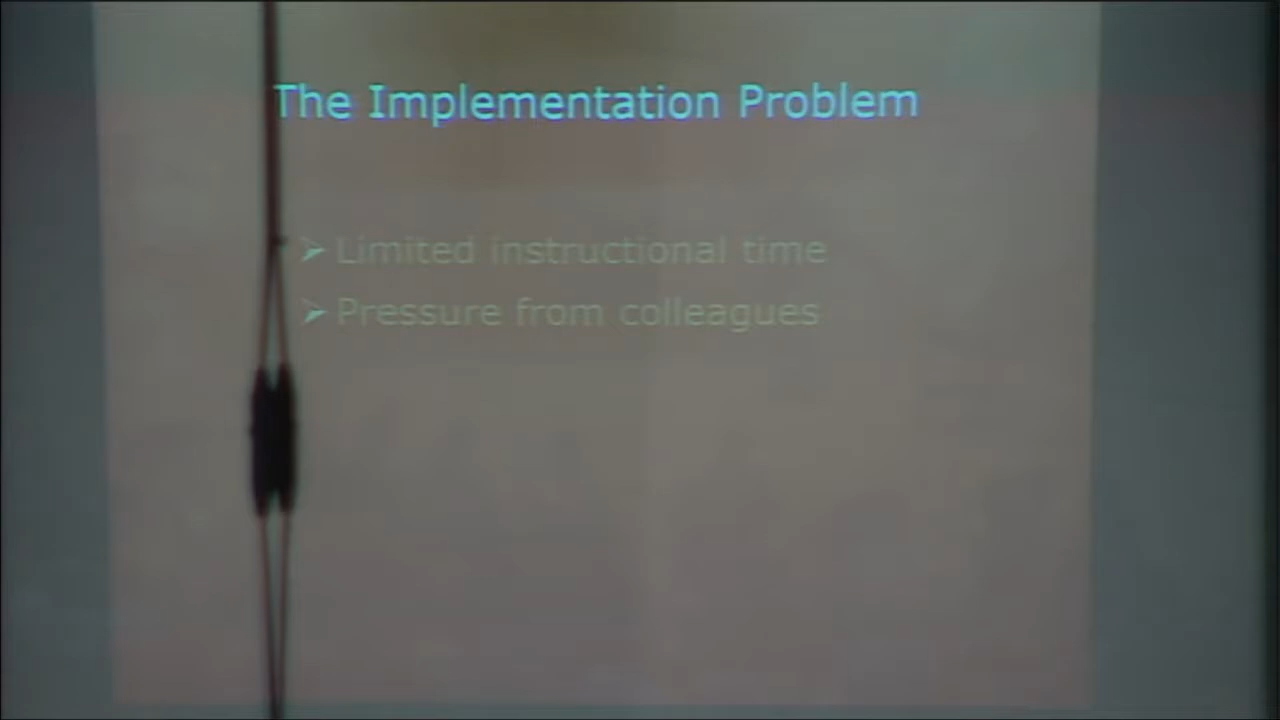 The Implementation Problem
➢ Limited instructional time
➢ Pressure from colleagues